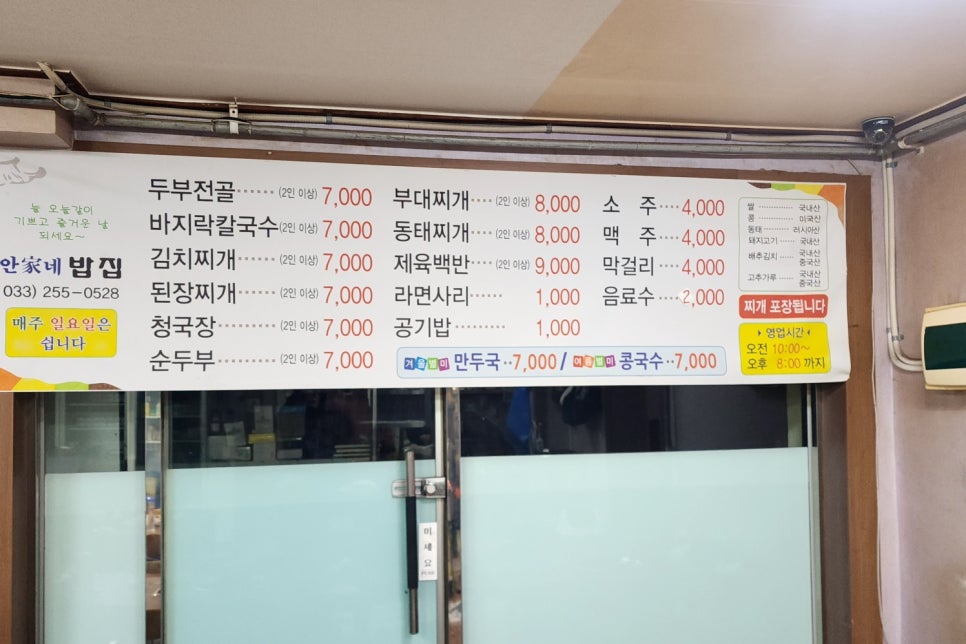 늘 오늘같이
기쁘고 즐거운 날
되세요~
안家네 밥집
033) 255-0528
매주 일요일은
쉽니다
두부전골 (2인 이상) 7,000
바지락칼국수 (2인 이상) 7,000
김치찌개 (2인 이상) 7,000
된장찌개 (2인 이상) 7,000
청국장 (2인 이상) 7,000
순두부 (2인 이상) 7,000
부대찌개 (2인 이상) 8,000
동태찌개 (2인 이상) 8,000
제육백반 (2인 이상) 9,000
라면사리 1,000
공기밥 1,000
겨울별미 만두국 7,000 / 여름별미 콩국수 7,000
소 주 4,000
맥 주 4,000
막걸리 4,000
음료수 2,000
쌀 국내산
콩 미국산
동태 러시아산
돼지고기 국내산
배추김치 국내산 중국산
고추가루 국내산 중국산
찌개 포장됩니다
영업시간
오전 10:00~
오후 8:00 까지
미세요